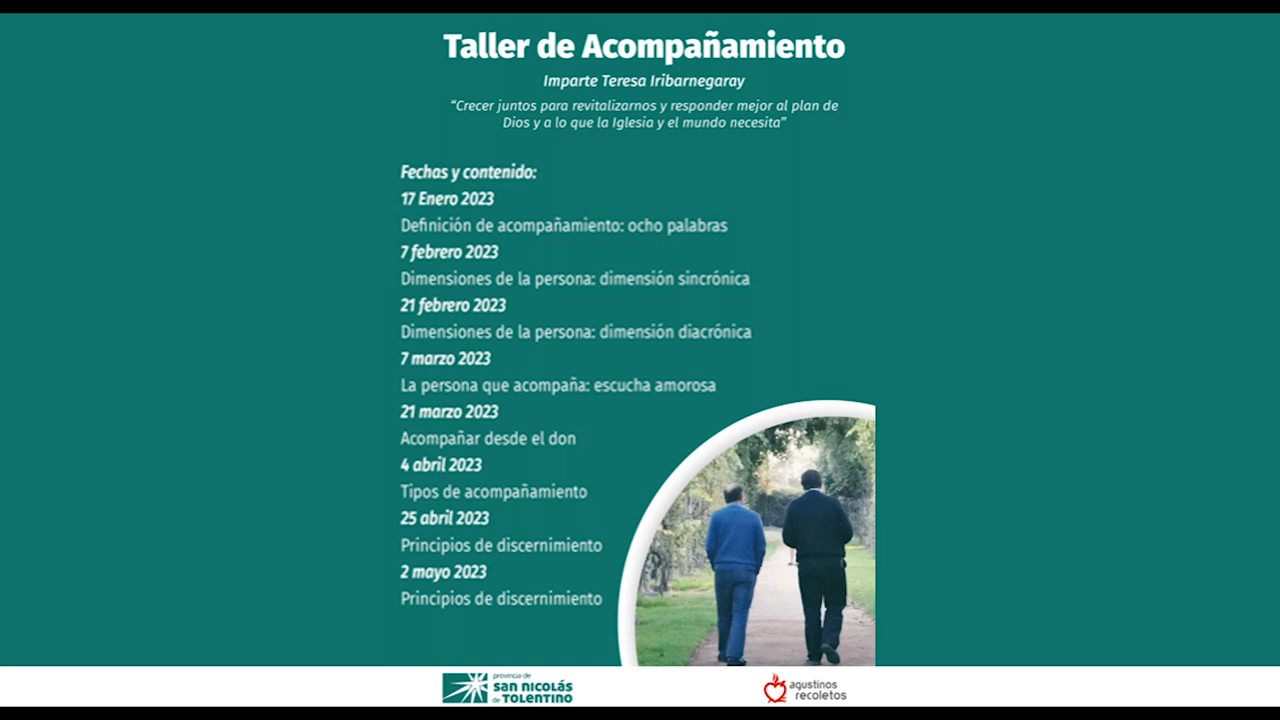 Taller de Acompañamiento
Imparte Teresa Iribarnegaray
“Crecer juntos para revitalizarnos y responder mejor al plan de
Dios y a lo que la Iglesia y el mundo necesita”
Fechas y contenido:
17 Enero 2023
Definición de acompañamiento: ocho palabras
7 febrero 2023
Dimensiones de la persona: dimensión sincrónica
21 febrero 2023
Dimensiones de la persona: dimensión diacrónica
7 marzo 2023
La persona que acompaña: escucha amorosa
21 marzo 2023
Acompañar desde el don
4 abril 2023
Tipos de acompañamiento
25 abril 2023
Principios de discernimiento
2 mayo 2023
Principios de discernimiento
provincia de
SAN NICOLÁS
de TOLENTINO
agustinos
recoletos